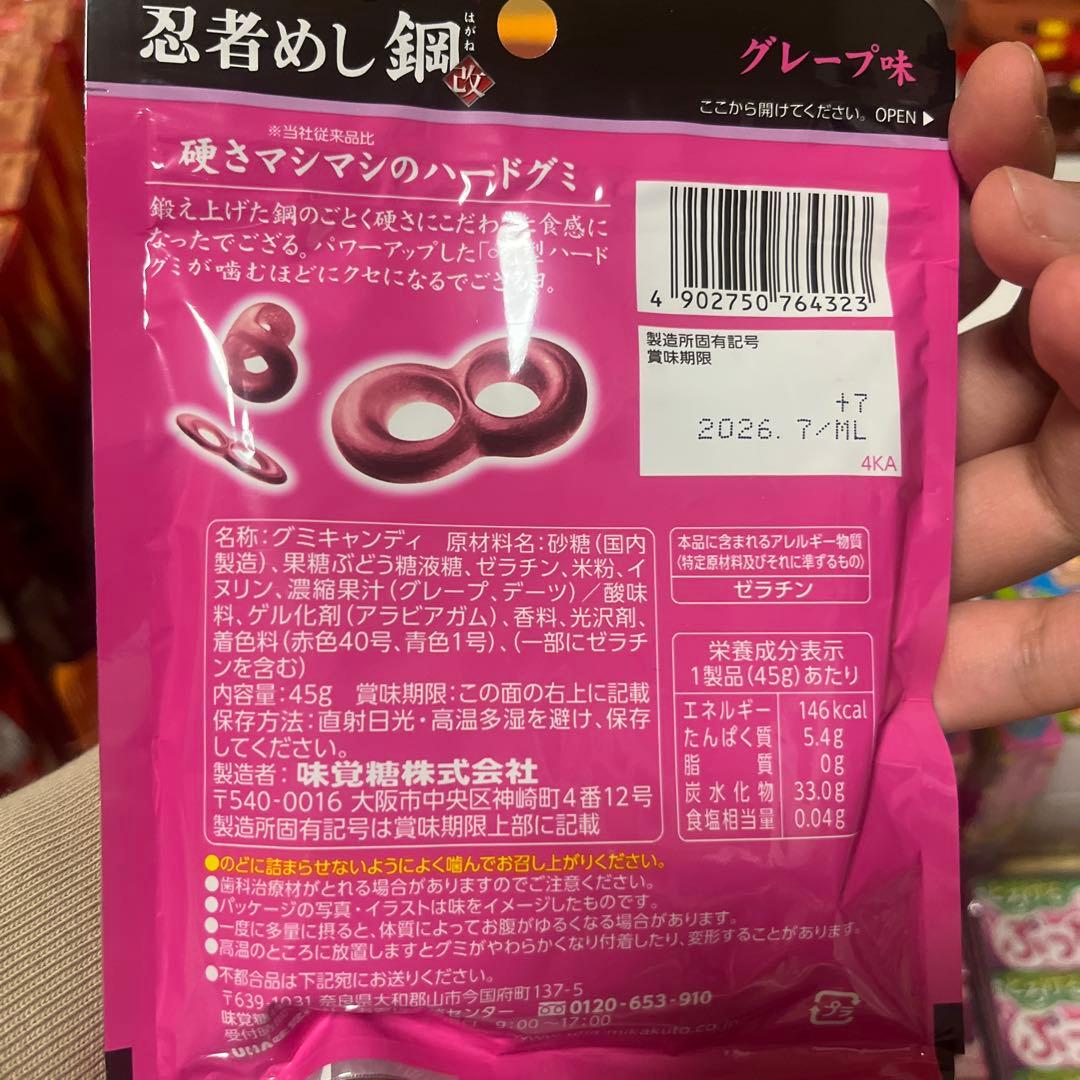 忍者めし鋼
はがね
改
グレープ味
ここから開けてください。OPEN▶
※当社従来品比
硬さマシマシのハードグミ
鍛え上げた鋼のごとく硬さにこだわ
食感に
なったでござる。パワーアップした「
型ハード
グミが噛むほどにクセになるでござるヨ。
4 902750 764323
製造所固有記号
賞味期限
+7
2026. 7/ML
4KA
名称:グミキャンディ 原材料名:砂糖(国内
製造)、果糖ぶどう糖液糖、ゼラチン、米粉、イ
ヌリン、濃縮果汁(グレープ、デーツ)/酸味
料、ゲル化剤(アラビアガム)、香料、光沢剤、
着色料(赤色40号、青色1号)、(一部にゼラチ
ンを含む)
内容量:45g 賞味期限:この面の右上に記載
保存方法:直射日光・高温多湿を避け、保存
してください。
製造者:味覚糖株式会社
〒540-0016 大阪市中央区神崎町4番12号
製造所固有記号は賞味期限上部に記載
本品に含まれるアレルギー物質
(特定原材料及びそれに準ずるもの)
ゼラチン
栄養成分表示
1製品(45g)あたり
エネルギー 146kcal
たんぱく質 5.4g
脂質 0g
炭水化物 33.0g
食塩相当量 0.04g
●のどに詰まらせないようによく噛んでお召し上がりください。
●歯科治療材がとれる場合がありますのでご注意ください。
●パッケージの写真・イラストは味をイメージしたものです。
●一度に多量に摂ると、体質によってお腹がゆるくなる場合があります。
●高温のところに放置しますとグミがやわらかくなり付着したり、変形することがあります。
●不都合品は下記宛にお送りください。
〒639-1031 奈良県大和郡山市今国府町137-5
味覚糖
センター 0120-653-910
受付時
9:00~17:00
プラ